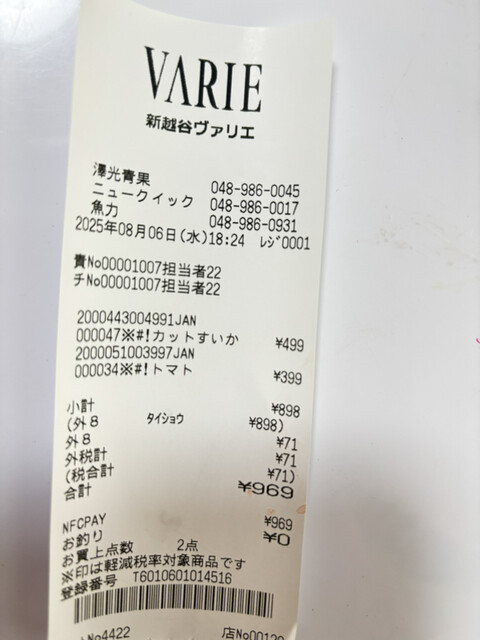 VARIE
新越谷ヴァリエ
澤光青果 048-986-0045
ニュークイック 048-986-0017
魚力 048-986-0931
2025年08月06日(水)18:24 ﾚｼﾞ0001
責No00001007担当者22
チNo00001007担当者22
2000443004991JAN
000047※#!カットすいか ¥499
2000051003997JAN
000034※#!トマト ¥399
小計 ¥898
(外8 タイショウ ¥898)
外8 ¥71
外税計 ¥71
(税合計 ¥71)
合計 ¥969
NFCPAY ¥969
お釣り ¥0
お買上点数 2点
※印は軽減税率対象商品です
登録番号 T6010601014516
No4422